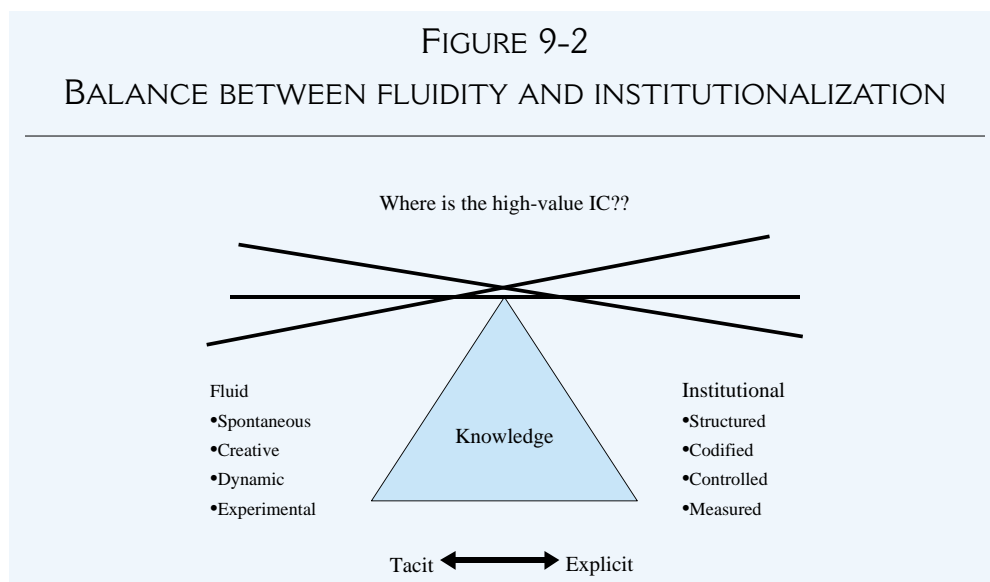 FIGURE 9-2
BALANCE BETWEEN FLUIDITY AND INSTITUTIONALIZATION
Where is the high-value IC??
Fluid
•Spontaneous
•Creative
•Dynamic
•Experimental
Knowledge
Institutional
•Structured
•Codified
•Controlled
•Measured
Tacit Explicit